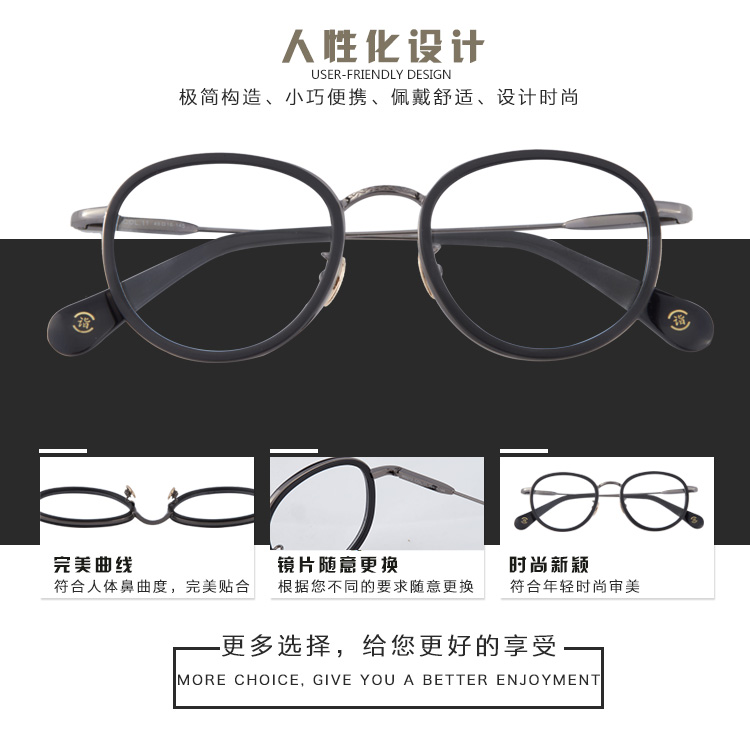 人性化设计
USER-FRIENDLY DESIGN
极简构造、小巧便携、佩戴舒适、设计时尚
完美曲线
符合人体鼻曲度，完美贴合
镜片随意更换
根据您不同的要求随意更换
时尚新颖
符合年轻时尚审美
更多选择，给您更好的享受
MORE CHOICE, GIVE YOU A BETTER ENJOYMENT